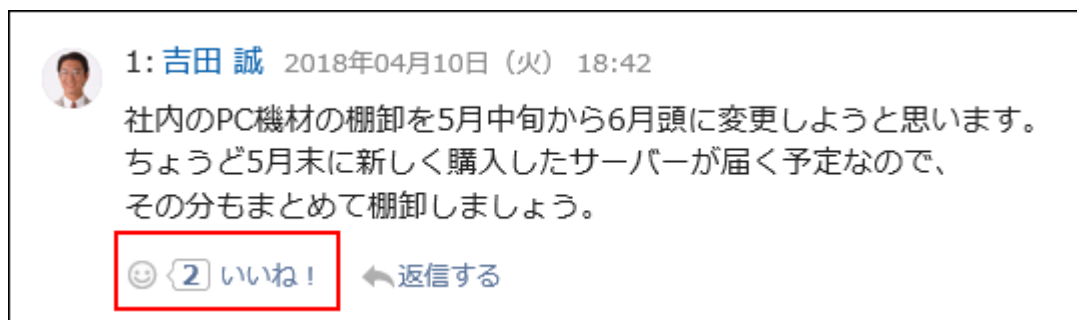 1: 吉田 誠 2018年04月10日（火） 18:42
社内のPC機材の棚卸を5月中旬から6月頭に変更しようと思います。
ちょうど5月末に新しく購入したサーバーが届く予定なので、
その分もまとめて棚卸しましょう。
2 いいね！ 返信する